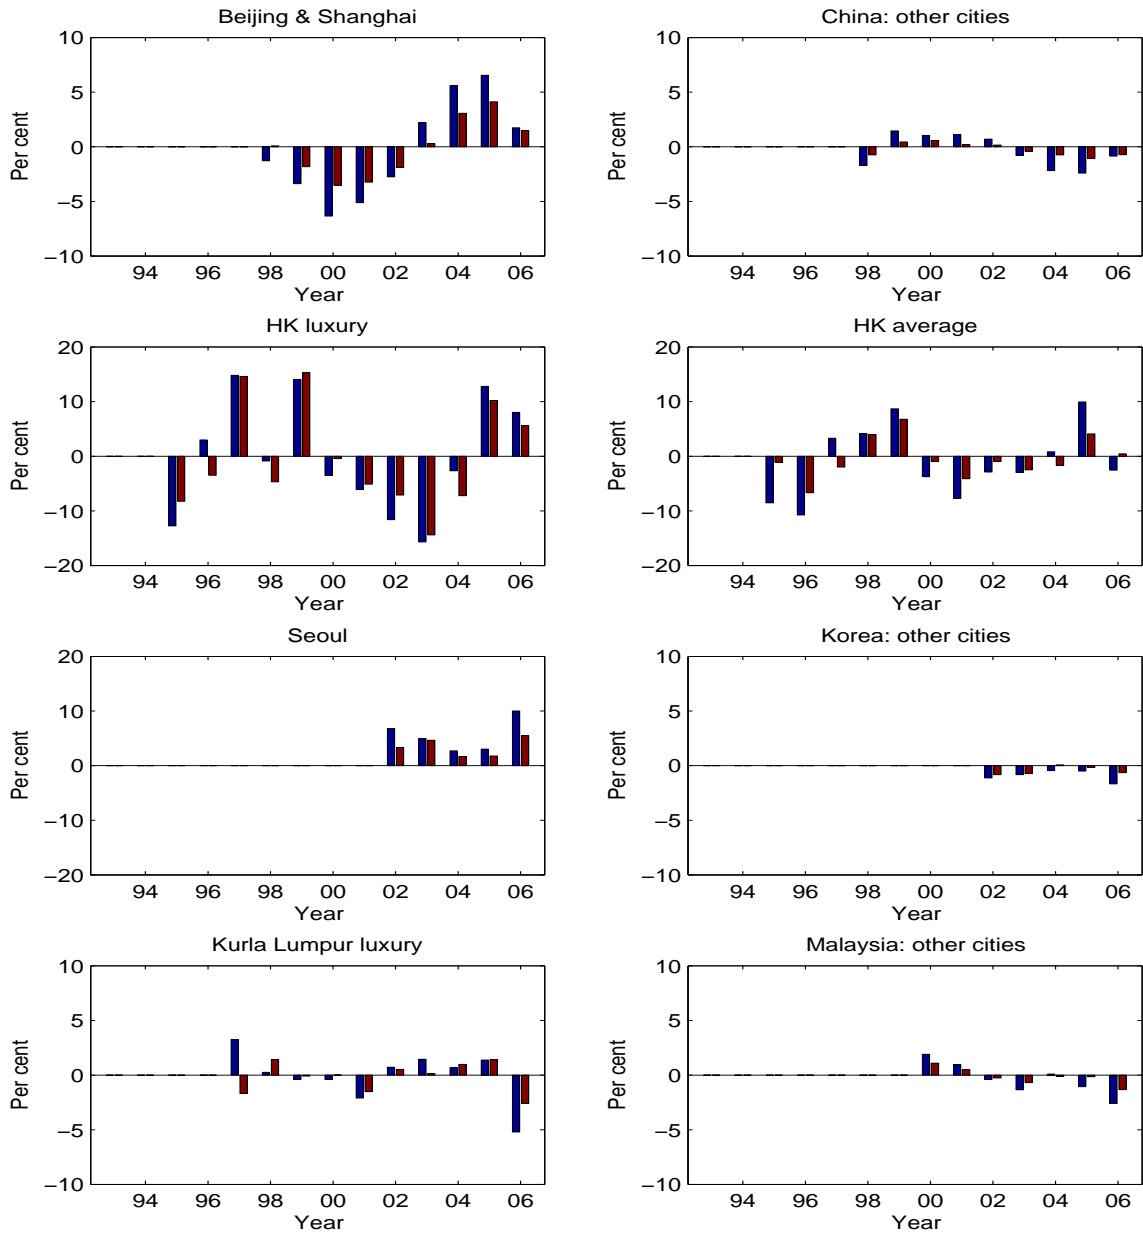 Beijing & Shanghai
10
5
0
−5
−10
Per cent
94 96 98 00 02 04 06
Year
China: other cities
10
5
0
−5
−10
Per cent
94 96 98 00 02 04 06
Year
HK luxury
20
10
0
−10
−20
Per cent
94 96 98 00 02 04 06
Year
HK average
20
10
0
−10
−20
Per cent
94 96 98 00 02 04 06
Year
Seoul
20
10
0
−10
−20
Per cent
94 96 98 00 02 04 06
Year
Korea: other cities
10
5
0
−5
−10
Per cent
94 96 98 00 02 04 06
Year
Kurla Lumpur luxury
10
5
0
−5
−10
Per cent
94 96 98 00 02 04 06
Year
Malaysia: other cities
10
5
0
−5
−10
Per cent
94 96 98 00 02 04 06
Year